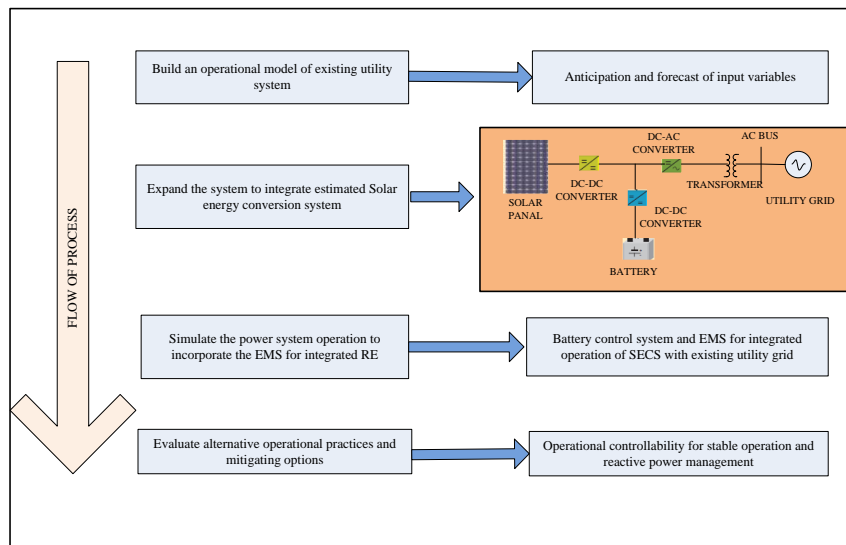 FLOW OF PROCESS
Build an operational model of existing utility
system
Anticipation and forecast of input variables
Expand the system to integrate estimated Solar
energy conversion system
SOLAR
PANAL
DC-DC
CONVERTER
DC-AC
CONVERTER
DC-DC
CONVERTER
BATTERY
TRANSFORMER
AC BUS
UTILITY GRID
Simulate the power system operation to
incorporate the EMS for integrated RE
Battery control system and EMS for integrated
operation of SECS with existing utility grid
Evaluate alternative operational practices and
mitigating options
Operational controllability for stable operation and
reactive power management